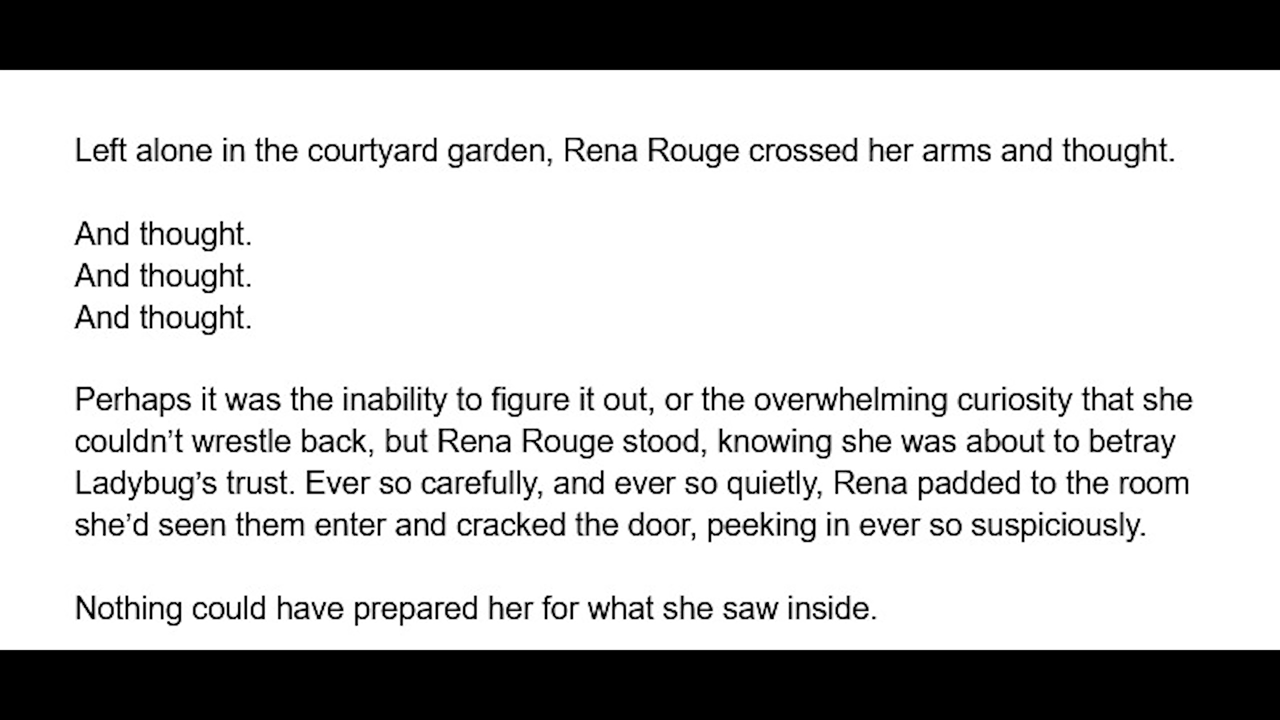 Left alone in the courtyard garden, Rena Rouge crossed her arms and thought.
And thought.
And thought.
And thought.
Perhaps it was the inability to figure it out, or the overwhelming curiosity that she
couldn’t wrestle back, but Rena Rouge stood, knowing she was about to betray
Ladybug’s trust. Ever so carefully, and ever so quietly, Rena padded to the room
she’d seen them enter and cracked the door, peeking in ever so suspiciously.
Nothing could have prepared her for what she saw inside.